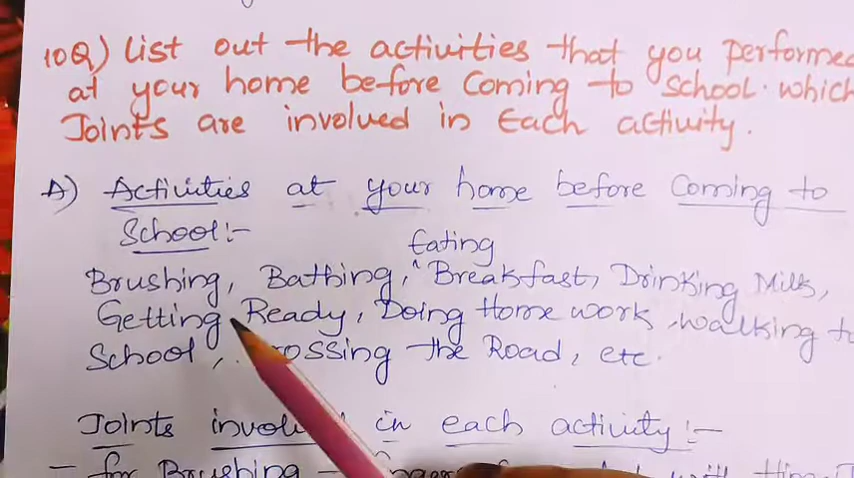 10Q) List out the activities that you performed
at your home before Coming to School. which
Joints are involved in Each activity.
A) Activities at your home before Coming to
School:-
Eating
Brushing, Bathing, ^ Breakfast, Drinking Milk,
Getting Ready, Doing Home work, walking to
School, the Road, etc.
Joints in each activity:-
- for Brushing -